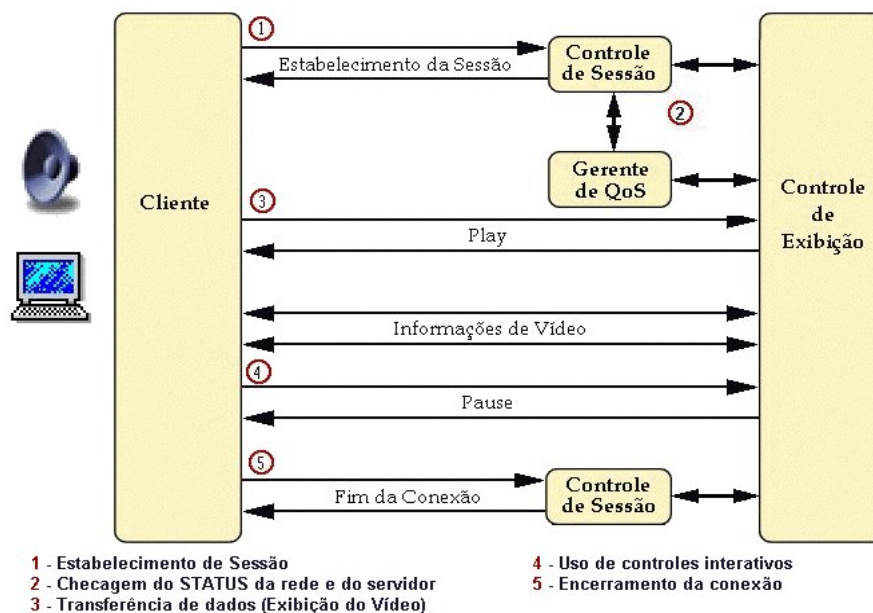 1
Estabelecimento da Sessão
Controle
de Sessão
2
Gerente
de QoS
Cliente
3
Play
Controle
de
Exibição
Informações de Vídeo
4
Pause
5
Fim da Conexão
Controle
de Sessão
1 - Estabelecimento de Sessão
2 - Checagem do STATUS da rede e do servidor
3 - Transferência de dados (Exibição do Vídeo)
4 - Uso de controles interativos
5 - Encerramento da conexão